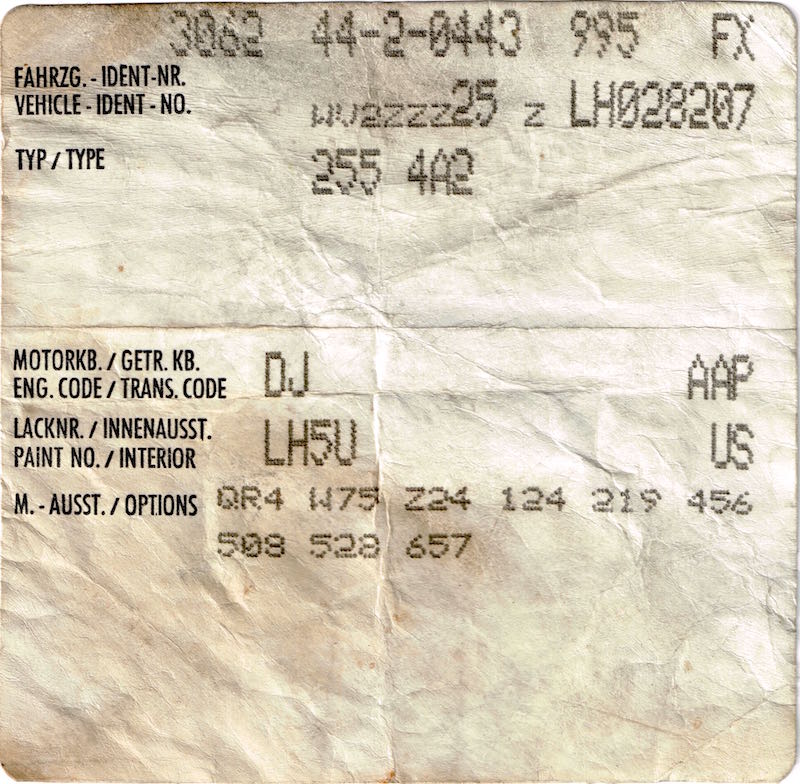 3062 44-2-0443 995 FX
FAHRZG. - IDENT-NR.
VEHICLE - IDENT - NO. wv2zzz25 z LH028207
TYP / TYPE 255 4A2
MOTORKB. / GETR. KB.
ENG. CODE / TRANS. CODE DJ AAP
LACKNR. / INNENAUSST.
PAINT NO. / INTERIOR LH5U US
M. - AUSST. / OPTIONS QR4 W75 Z24 124 219 456
508 528 657